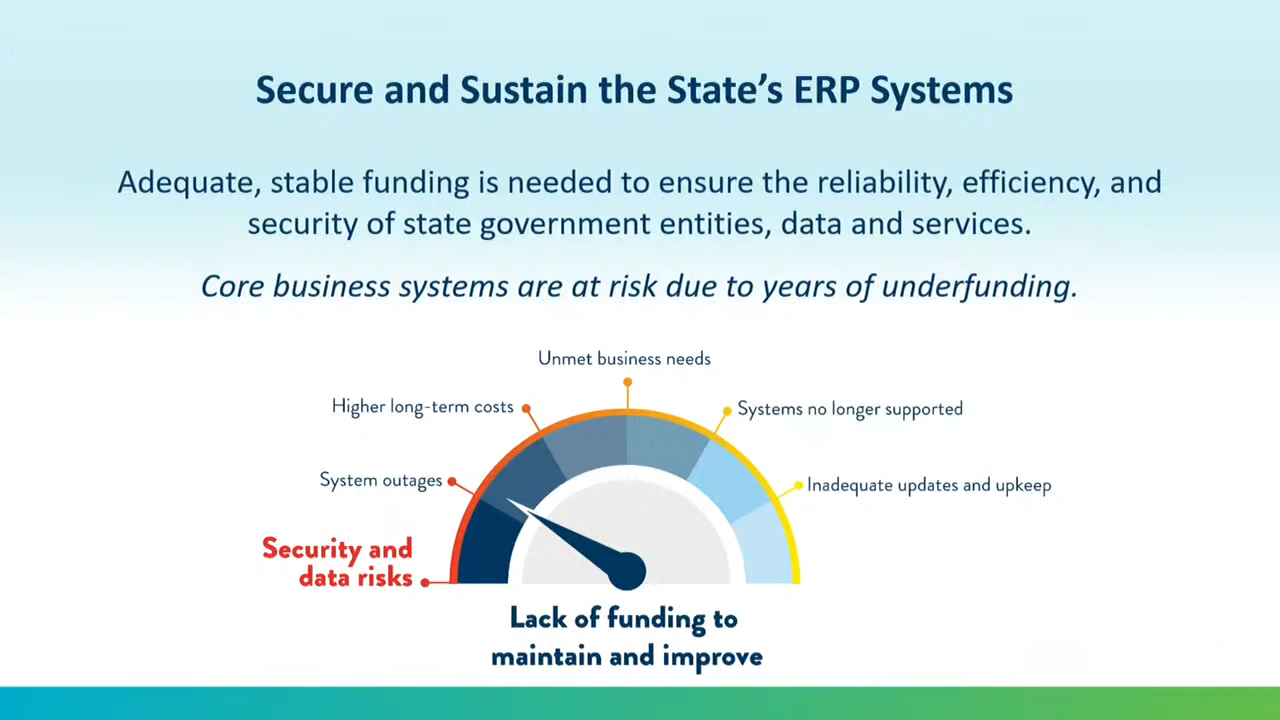 Secure and Sustain the State’s ERP Systems
Adequate, stable funding is needed to ensure the reliability, efficiency, and
security of state government entities, data and services.
Core business systems are at risk due to years of underfunding.
Unmet business needs
Higher long-term costs
Systems no longer supported
System outages
Inadequate updates and upkeep
Security and
data risks
Lack of funding to
maintain and improve